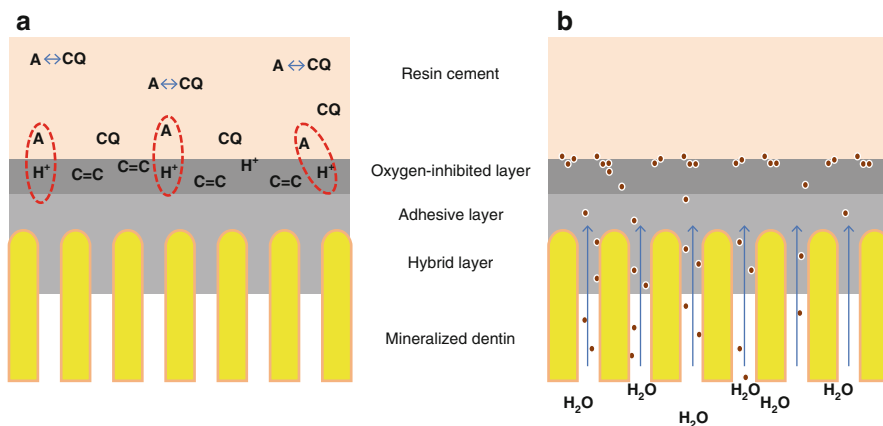 a
A↔CQ
A↔CQ
A↔CQ
CQ
A
CQ
A
CQ
A
H+
C=C
C=C
H+
C=C
H+
C=C
H+
Resin cement
Oxygen-inhibited layer
Adhesive layer
Hybrid layer
Mineralized dentin
b
H₂O
H₂O
H₂O
H₂O
H₂O
H₂O